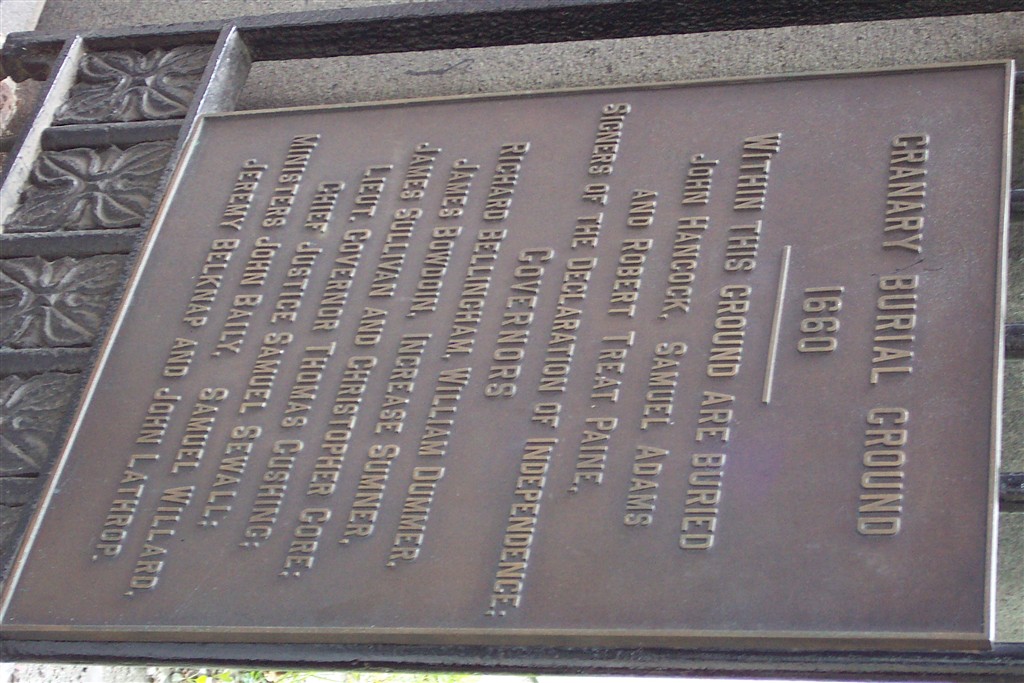 GRANARY BURIAL GROUND
1660
WITHIN THIS GROUND ARE BURIED
JOHN HANCOCK, SAMUEL ADAMS
AND ROBERT TREAT PAINE,
SIGNERS OF THE DECLARATION OF INDEPENDENCE;
GOVERNORS
RICHARD BELLINGHAM, WILLIAM DUMMER,
JAMES BOWDOIN, INCREASE SUMNER,
JAMES SULLIVAN AND CHRISTOPHER GORE;
LIEUT. GOVERNOR THOMAS CUSHING;
CHIEF JUSTICE SAMUEL SEWALL;
MINISTERS JOHN BAILY, SAMUEL WILLARD,
JEREMY BELKNAP AND JOHN LATHROP.